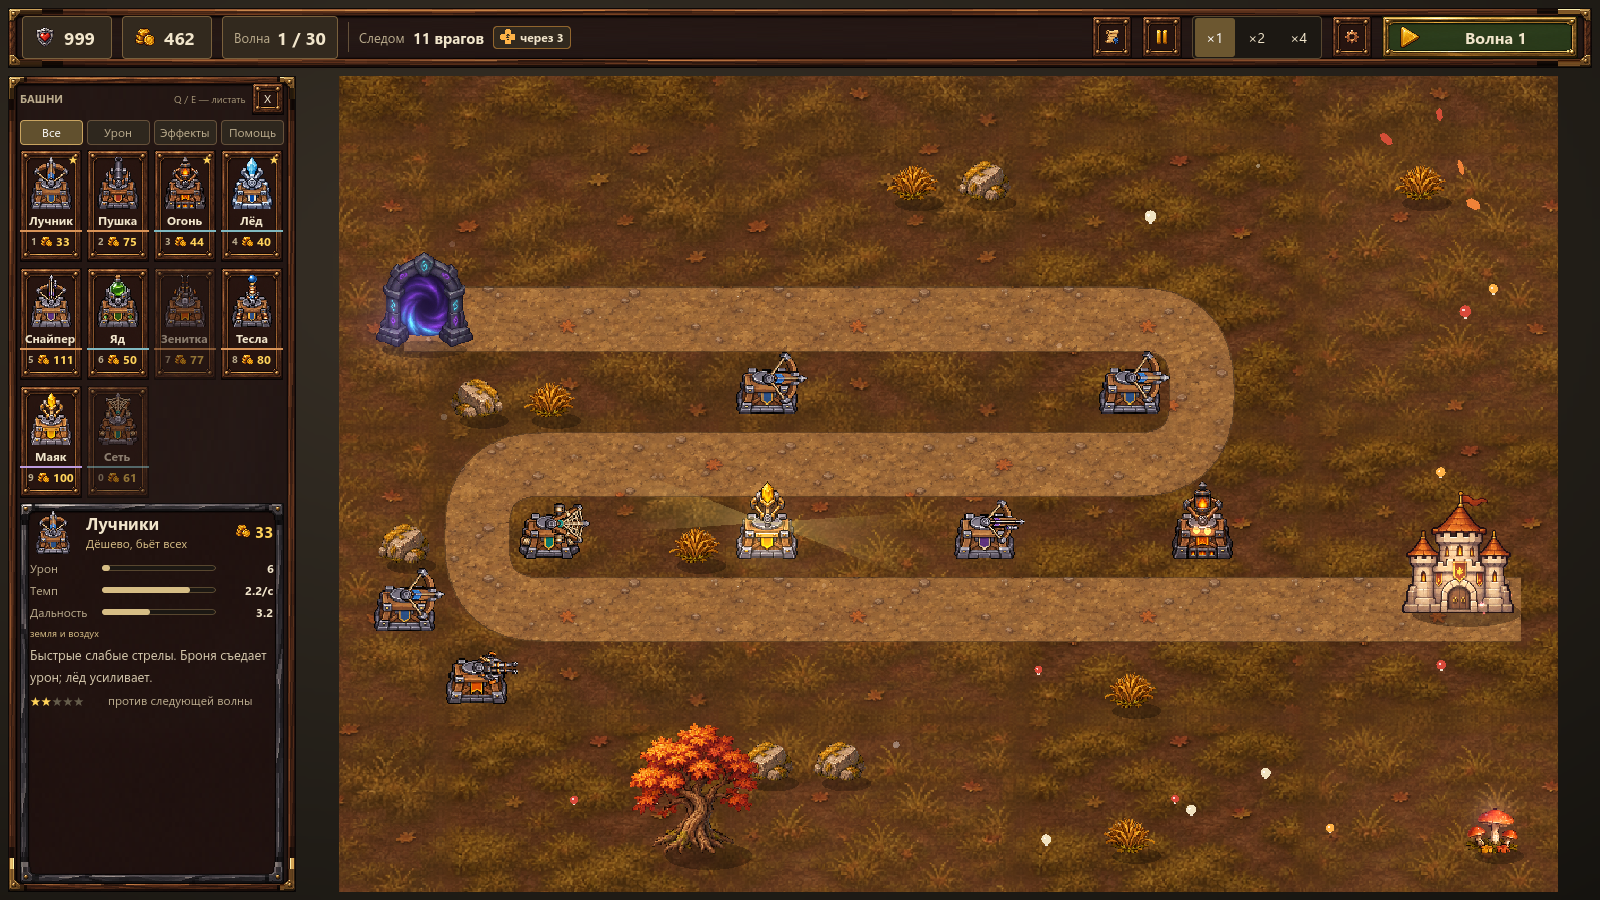 999
462
Волна 1 / 30
Следом 11 врагов
через 3
×1
×2
×4
Волна 1
БАШНИ
Q / E — листать
X
Все
Урон
Эффекты
Помощь
Лучник
1 33
Пушка
2 75
Огонь
3 44
Лёд
4 40
Снайпер
5 111
Яд
6 50
Зенитка
7 77
Тесла
8 80
Маяк
9 100
Сеть
0 61
Лучники
33
Дёшево, бьёт всех
Урон 6
Темп 2.2/с
Дальность 3.2
земля и воздух
Быстрые слабые стрелы. Броня съедает
урон; лёд усиливает.
★★★★★ против следующей волны